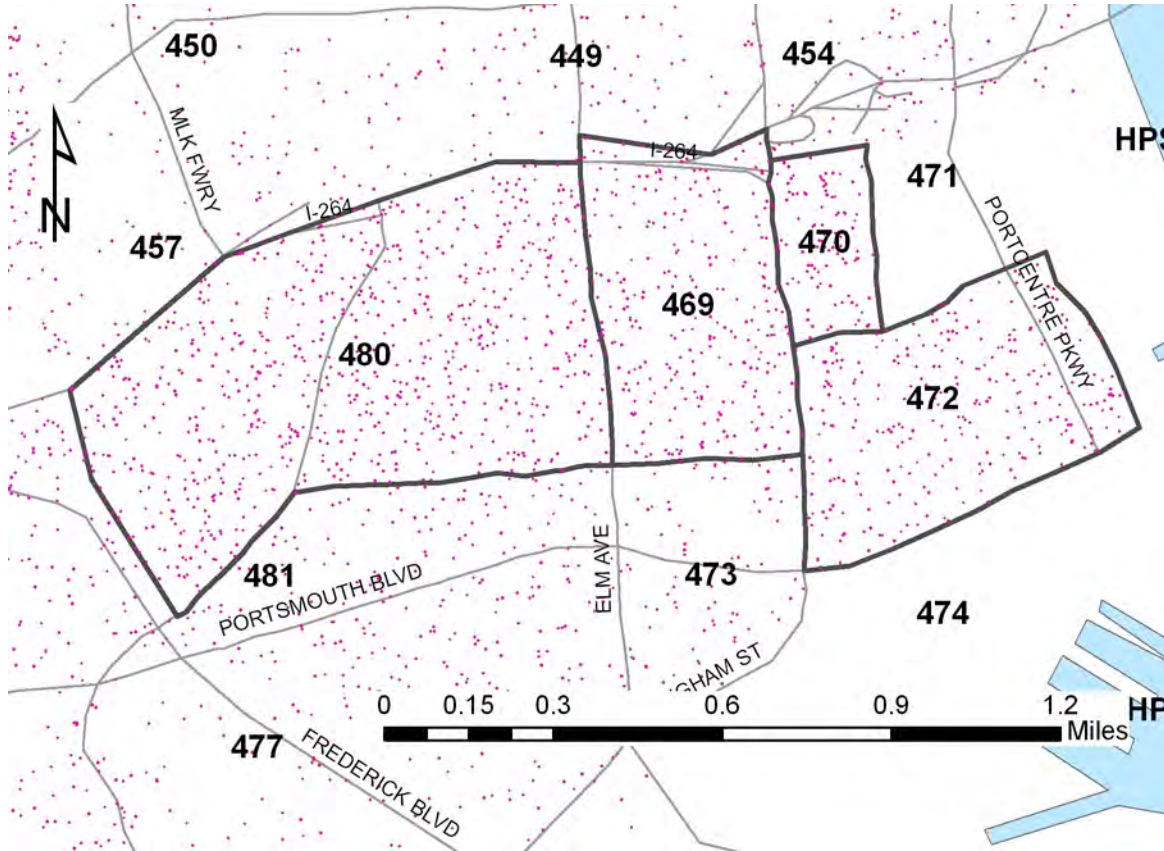 450
449
454
MLK FWRY
I-264
HPS
471
N
I-264
457
470
PORTCENTRE PKWY
469
480
472
481
PORTSMOUTH BLVD
ELM AVE
473
474
GHAM ST
0 0.15 0.3 0.6 0.9 1.2
Miles
HP
477
FREDERICK BLVD